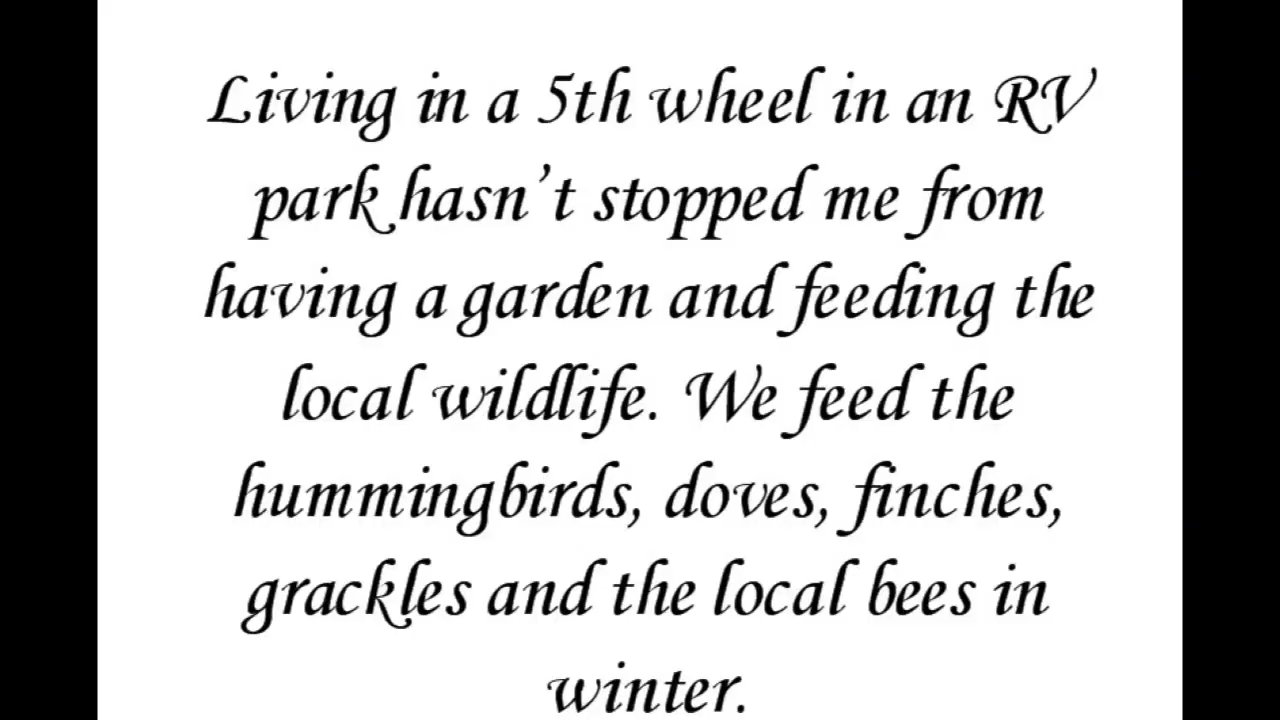 Living in a 5th wheel in an RV
park hasn’t stopped me from
having a garden and feeding the
local wildlife. We feed the
hummingbirds, doves, finches,
grackles and the local bees in
winter.